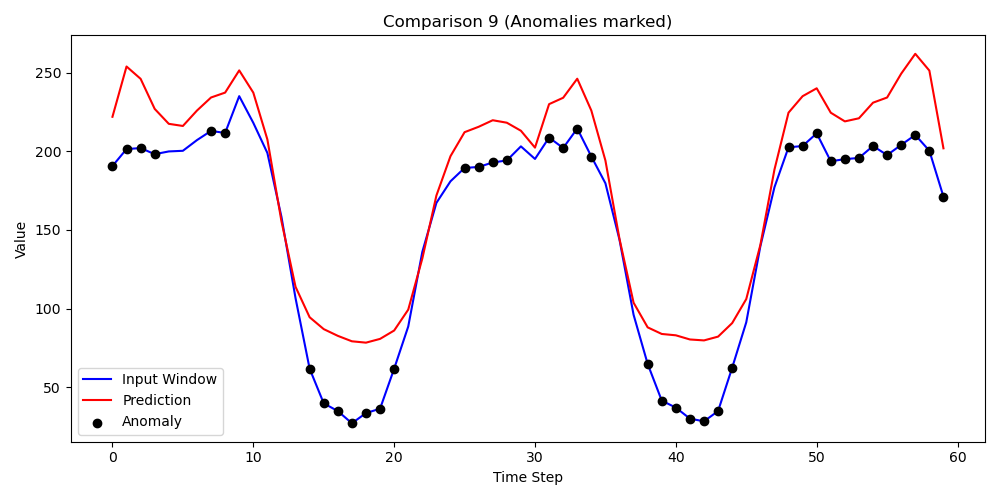 Comparison 9 (Anomalies marked)
Value
250
200
150
100
50
Input Window
Prediction
Anomaly
0 10 20 30 40 50 60
Time Step